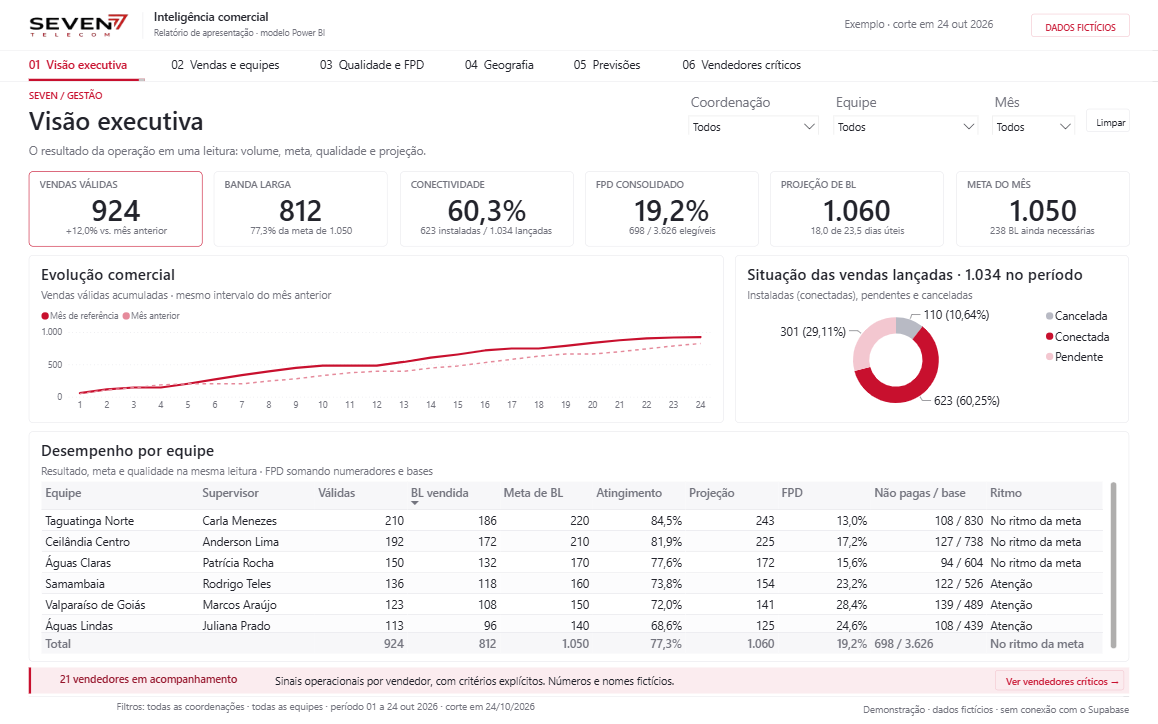 SEVEN7
TELECOM
Inteligência comercial
Relatório de apresentação · modelo Power BI
Exemplo · corte em 24 out 2026
DADOS FICTÍCIOS
01 Visão executiva
02 Vendas e equipes
03 Qualidade e FPD
04 Geografia
05 Previsões
06 Vendedores críticos
SEVEN / GESTÃO
Visão executiva
O resultado da operação em uma leitura: volume, meta, qualidade e projeção.
Coordenação
Todos
Equipe
Todos
Mês
Todos
Limpar
VENDAS VÁLIDAS
924
+12,0% vs. mês anterior
BANDA LARGA
812
77,3% da meta de 1.050
CONECTIVIDADE
60,3%
623 instaladas / 1.034 lançadas
FPD CONSOLIDADO
19,2%
698 / 3.626 elegíveis
PROJEÇÃO DE BL
1.060
18,0 de 23,5 dias úteis
META DO MÊS
1.050
238 BL ainda necessárias
Evolução comercial
Vendas válidas acumuladas · mesmo intervalo do mês anterior
Mês de referência Mês anterior
1.000
500
0
1 2 3 4 5 6 7 8 9 10 11 12 13 14 15 16 17 18 19 20 21 22 23 24
Situação das vendas lançadas · 1.034 no período
Instaladas (conectadas), pendentes e canceladas
110 (10,64%)
301 (29,11%)
623 (60,25%)
Cancelada
Conectada
Pendente
Desempenho por equipe
Resultado, meta e qualidade na mesma leitura · FPD somando numeradores e bases
Equipe Supervisor Válidas BL vendida Meta de BL Atingimento Projeção FPD Não pagas / base Ritmo
Taguatinga Norte Carla Menezes 210 186 220 84,5% 243 13,0% 108 / 830 No ritmo da meta
Ceilândia Centro Anderson Lima 192 172 210 81,9% 225 17,2% 127 / 738 No ritmo da meta
Águas Claras Patrícia Rocha 150 132 170 77,6% 172 15,6% 94 / 604 No ritmo da meta
Samambaia Rodrigo Teles 136 118 160 73,8% 154 23,2% 122 / 526 Atenção
Valparaíso de Goiás Marcos Araújo 123 108 150 72,0% 141 28,4% 139 / 489 Atenção
Águas Lindas Juliana Prado 113 96 140 68,6% 125 24,6% 108 / 439 Atenção
Total 924 812 1.050 77,3% 1.060 19,2% 698 / 3.626 No ritmo da meta
21 vendedores em acompanhamento
Sinais operacionais por vendedor, com critérios explícitos. Números e nomes fictícios.
Ver vendedores críticos →
Filtros: todas as coordenações · todas as equipes · período 01 a 24 out 2026 · corte em 24/10/2026
Demonstração · dados fictícios · sem conexão com o Supabase